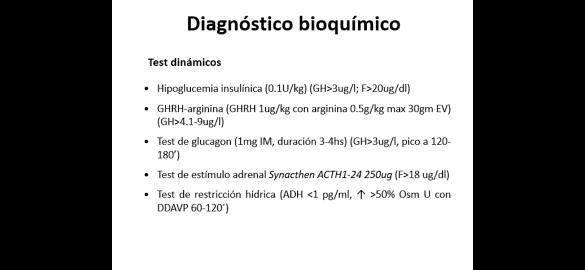 Diagnóstico bioquímico
Test dinámicos
• Hipoglucemia insulínica (0.1U/kg) (GH>3ug/l; F>20ug/dl)
• GHRH-arginina (GHRH 1ug/kg con arginina 0.5g/kg max 30gm EV)
(GH>4.1-9ug/l)
• Test de glucagon (1mg IM, duración 3-4hs) (GH>3ug/l, pico a 120-
180’)
• Test de estímulo adrenal Synacthen ACTH1-24 250ug (F>18 ug/dl)
• Test de restricción hídrica (ADH <1 pg/ml, ↑ >50% Osm U con
DDAVP 60-120´)